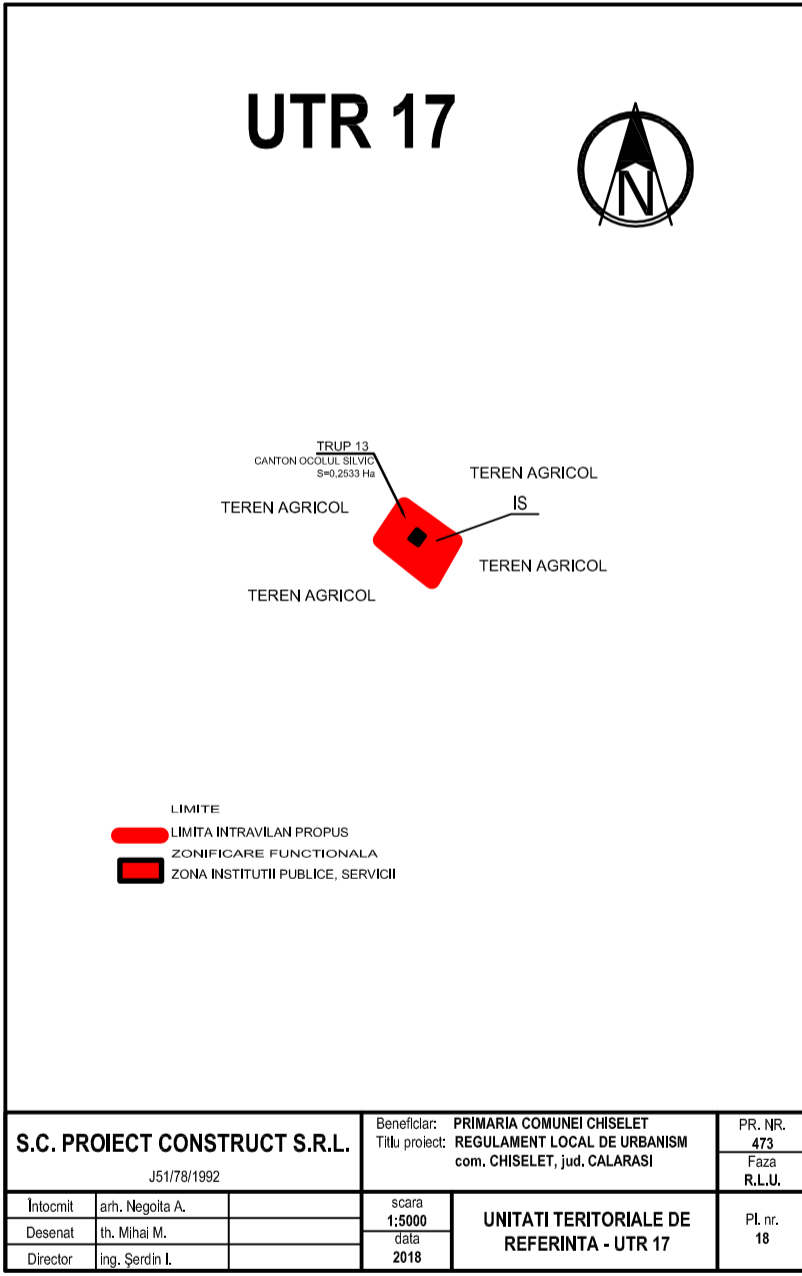 UTR 17
N
TRUP 13
CANTON OCOLUL SILVIC
S=0,2533 Ha
TEREN AGRICOL
IS
TEREN AGRICOL
TEREN AGRICOL
TEREN AGRICOL
LIMITE
LIMITA INTRAVILAN PROPUS
ZONIFICARE FUNCTIONALA
ZONA INSTITUTII PUBLICE, SERVICII
S.C. PROIECT CONSTRUCT S.R.L.
J51/78/1992
Beneficiar: PRIMARIA COMUNEI CHISELET
Titlu proiect: REGULAMENT LOCAL DE URBANISM
com. CHISELET, jud. CALARASI
PR. NR.
473
Faza
R.L.U.
Întocmit arh. Negoita A.
Desenat th. Mihai M.
Director ing. Şerdin I.
scara
1:5000
data
2018
UNITATI TERITORIALE DE
REFERINTA - UTR 17
Pl. nr.
18